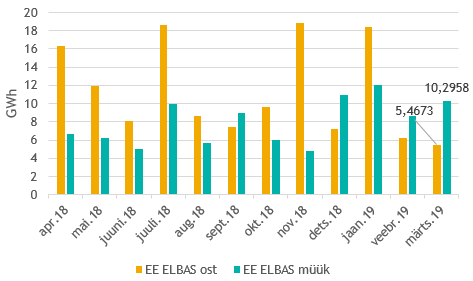 20
18
16
14
12
10
8
6
4
2
0
GWh
10,2958
5,4673
apr.18
mai.18
juuni.18
juuli.18
aug.18
sept.18
okt.18
nov.18
dets.18
jaan.19
veebr.19
märts.19
EE ELBAS ost
EE ELBAS müük